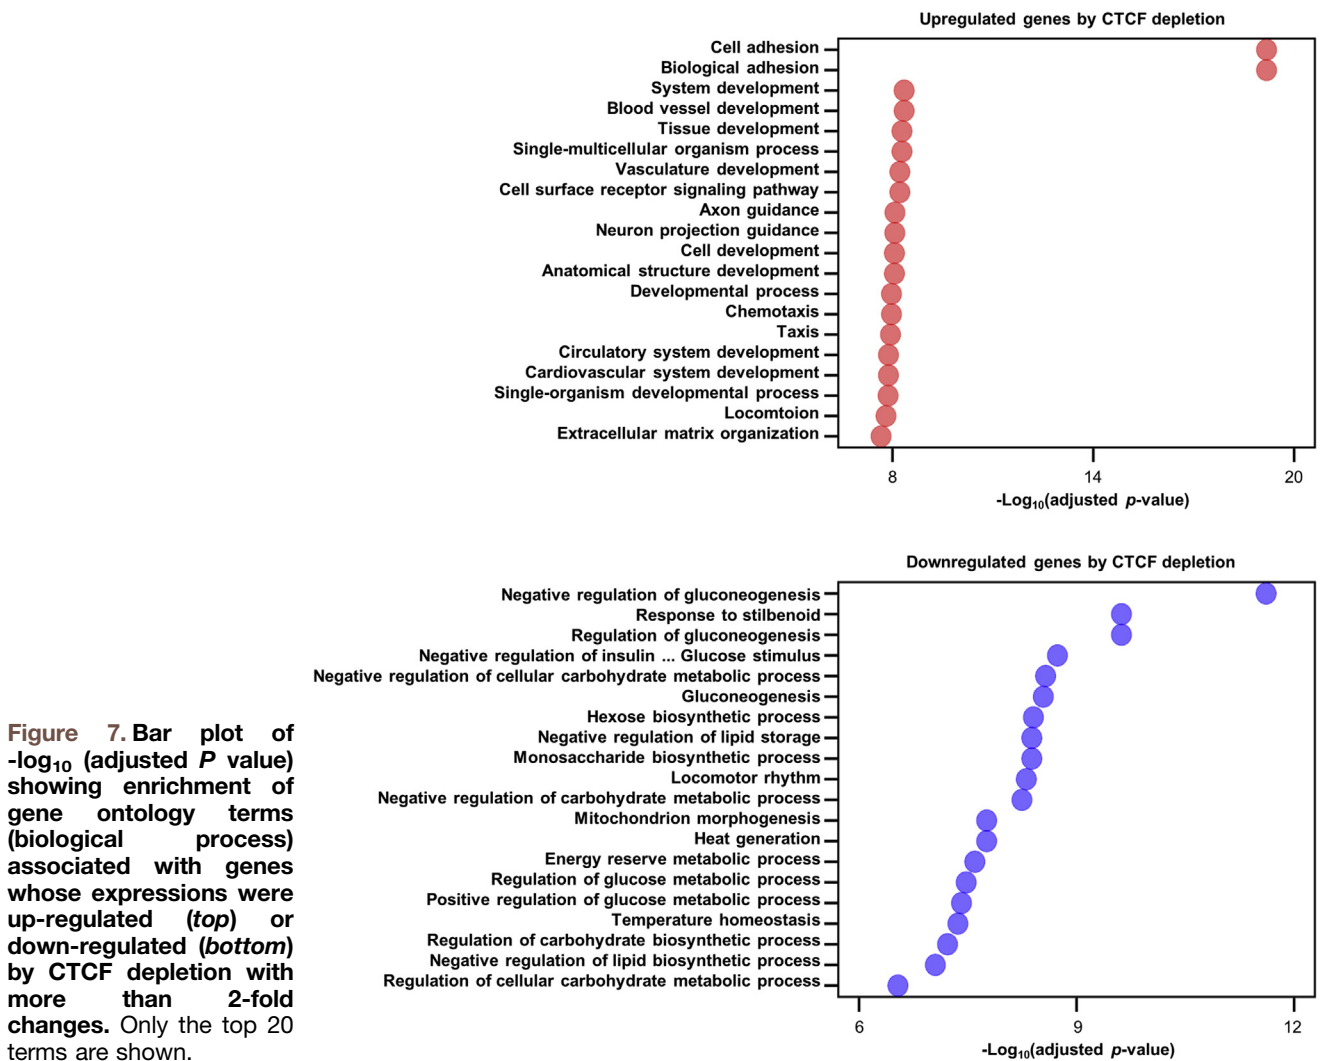 Upregulated genes by CTCF depletion
Cell adhesion
Biological adhesion
System development
Blood vessel development
Tissue development
Single-multicellular organism process
Vasculature development
Cell surface receptor signaling pathway
Axon guidance
Neuron projection guidance
Cell development
Anatomical structure development
Developmental process
Chemotaxis
Taxis
Circulatory system development
Cardiovascular system development
Single-organism developmental process
Locomtoion
Extracellular matrix organization
8 14 20
-Log10(adjusted p-value)
Downregulated genes by CTCF depletion
Negative regulation of gluconeogenesis
Response to stilbenoid
Regulation of gluconeogenesis
Negative regulation of insulin ... Glucose stimulus
Negative regulation of cellular carbohydrate metabolic process
Gluconeogenesis
Hexose biosynthetic process
Negative regulation of lipid storage
Monosaccharide biosynthetic process
Locomotor rhythm
Negative regulation of carbohydrate metabolic process
Mitochondrion morphogenesis
Heat generation
Energy reserve metabolic process
Regulation of glucose metabolic process
Positive regulation of glucose metabolic process
Temperature homeostasis
Regulation of carbohydrate biosynthetic process
Negative regulation of lipid biosynthetic process
Regulation of cellular carbohydrate metabolic process
6 9 12
-Log10(adjusted p-value)
Figure 7. Bar plot of
-log10 (adjusted P value)
showing enrichment of
gene ontology terms
(biological process)
associated with genes
whose expressions were
up-regulated (top) or
down-regulated (bottom)
by CTCF depletion with
more than 2-fold
changes. Only the top 20
terms are shown.